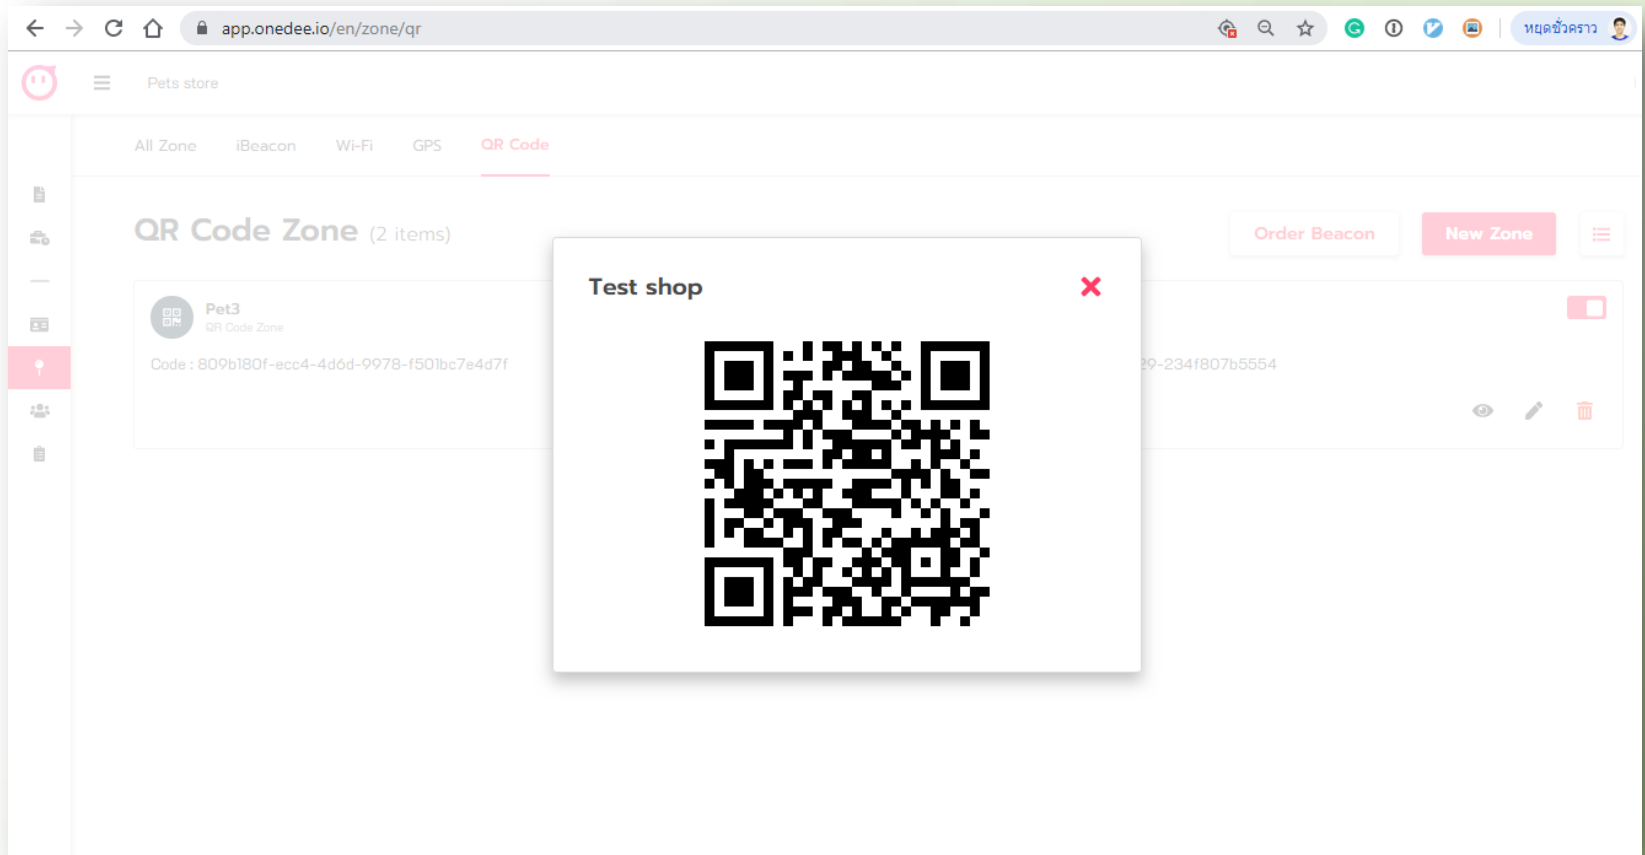 app.onedee.io/en/zone/qr
หยุดชั่วคราว
Pets store
All Zone iBeacon Wi-Fi GPS QR Code
QR Code Zone (2 items)
Order Beacon New Zone
Test shop
Pet3
QR Code Zone
Code : 809b180f-ecc4-4d6d-9978-f501bc7e4d7f
29-234f807b5554